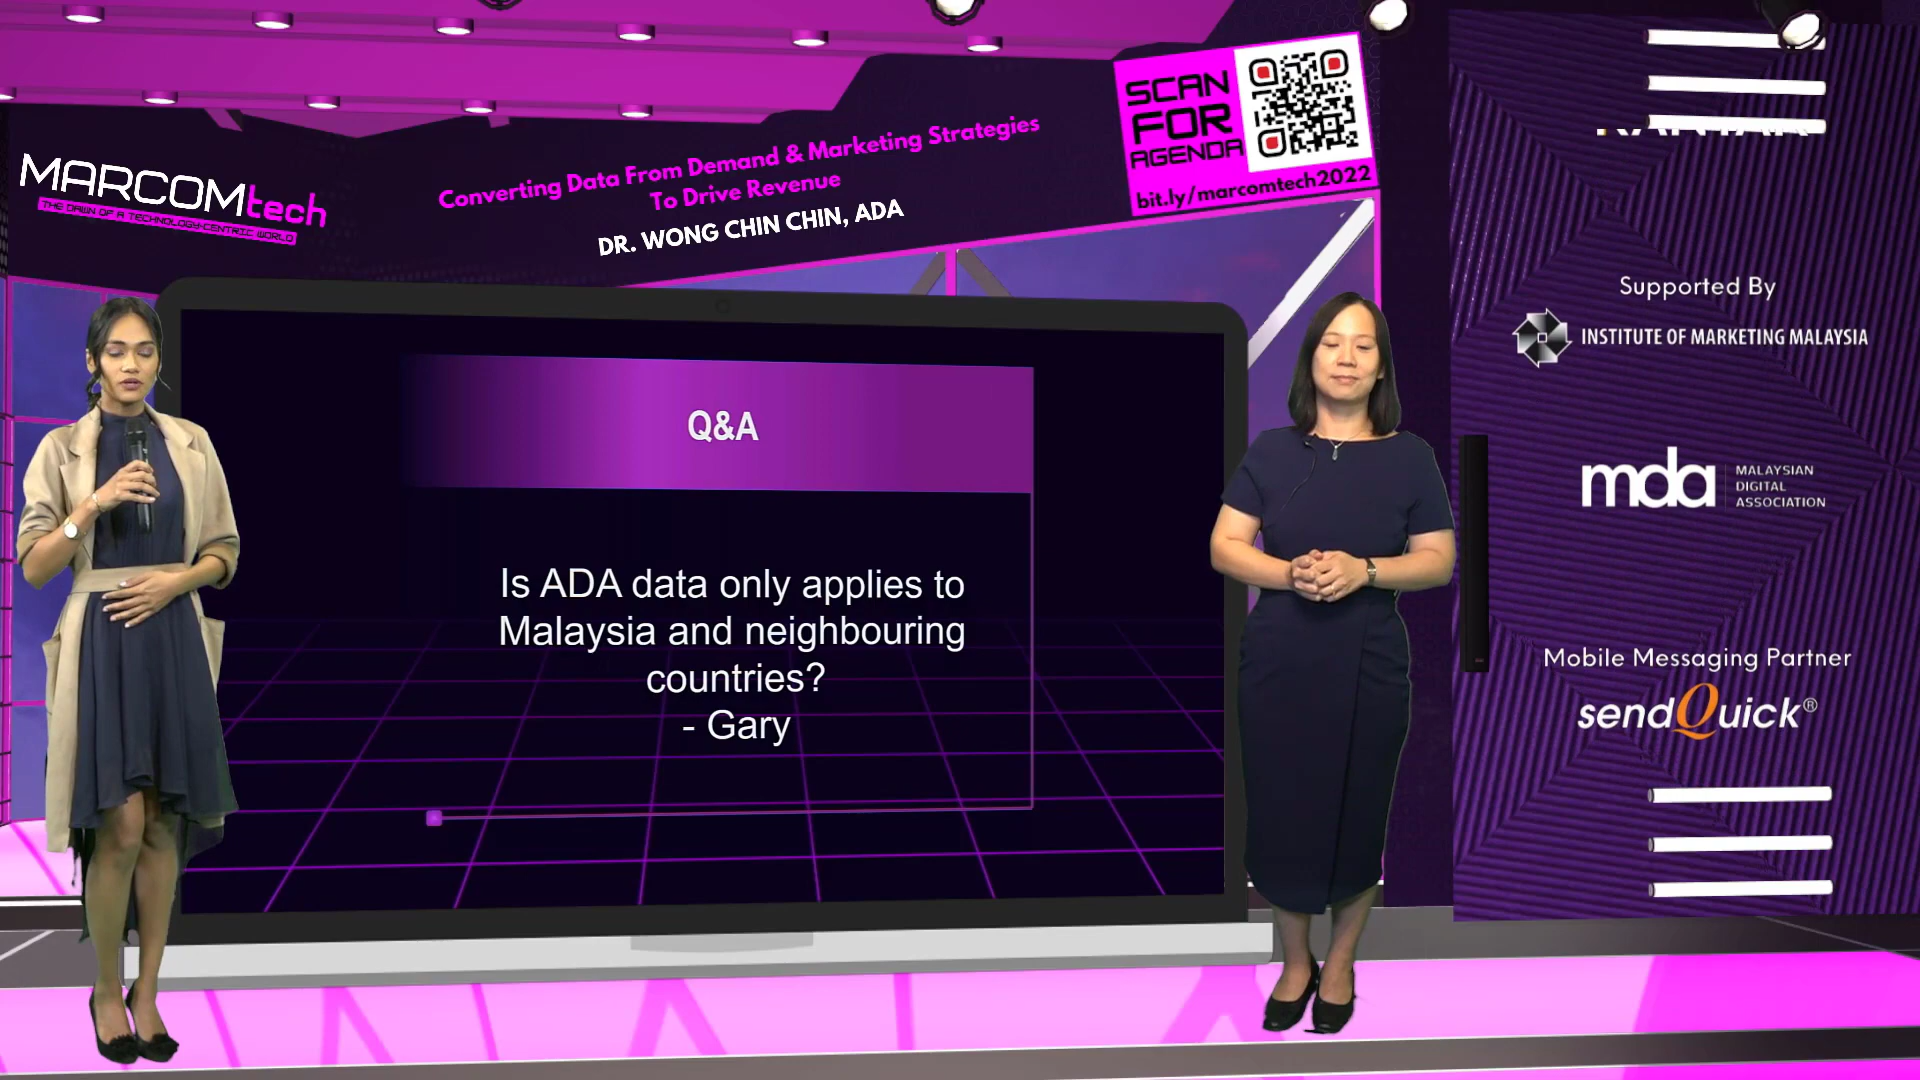 MARCOMtech
THE DAWN OF A TECHNOLOGY-CENTRIC WORLD
Converting Data From Demand & Marketing Strategies
To Drive Revenue
DR. WONG CHIN CHIN, ADA
SCAN
FOR
AGENDA
bit.ly/marcomtech2022
Q&A
Is ADA data only applies to
Malaysia and neighbouring
countries?
- Gary
Supported By
INSTITUTE OF MARKETING MALAYSIA
mda
MALAYSIAN
DIGITAL
ASSOCIATION
Mobile Messaging Partner
sendQuick®